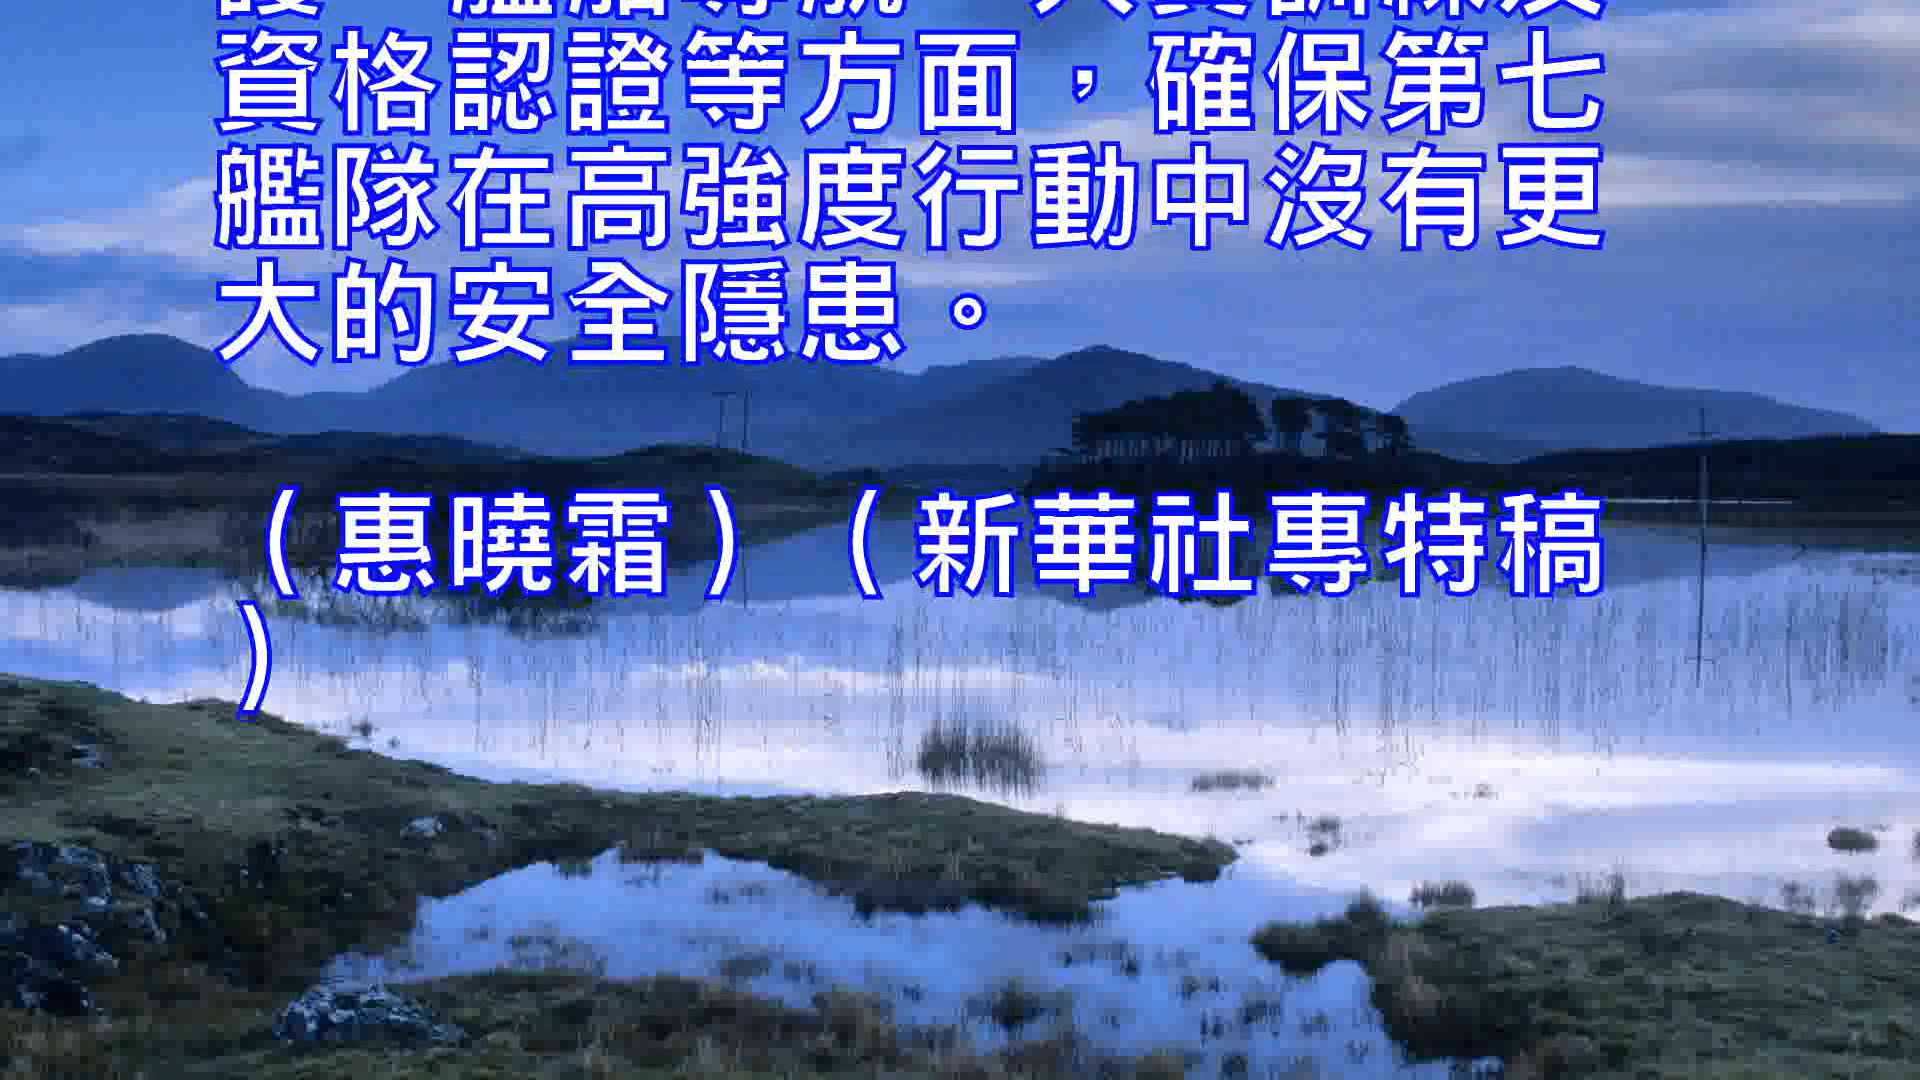 資格認證等方面，確保第七
艦隊在高強度行動中沒有更
大的安全隱患。
（惠曉霜）（新華社專特稿
）